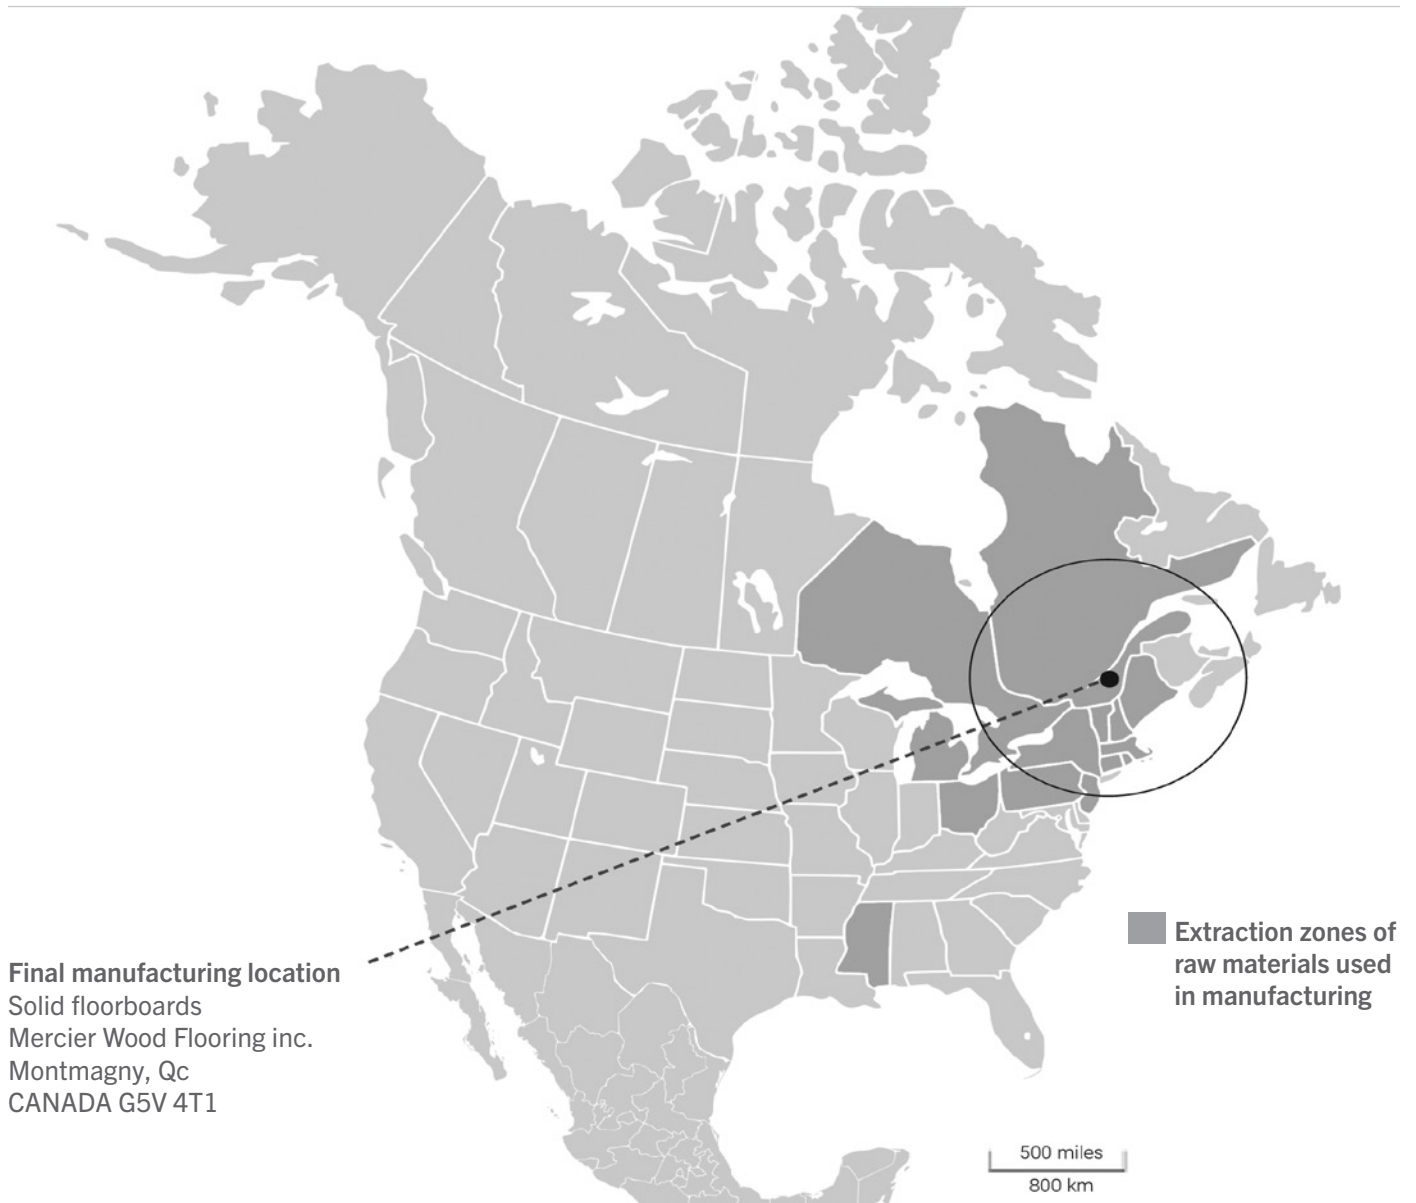 Final manufacturing location
Solid floorboards
Mercier Wood Flooring inc.
Montmagny, Qc
CANADA G5V 4T1
Extraction zones of
raw materials used
in manufacturing
500 miles
800 km